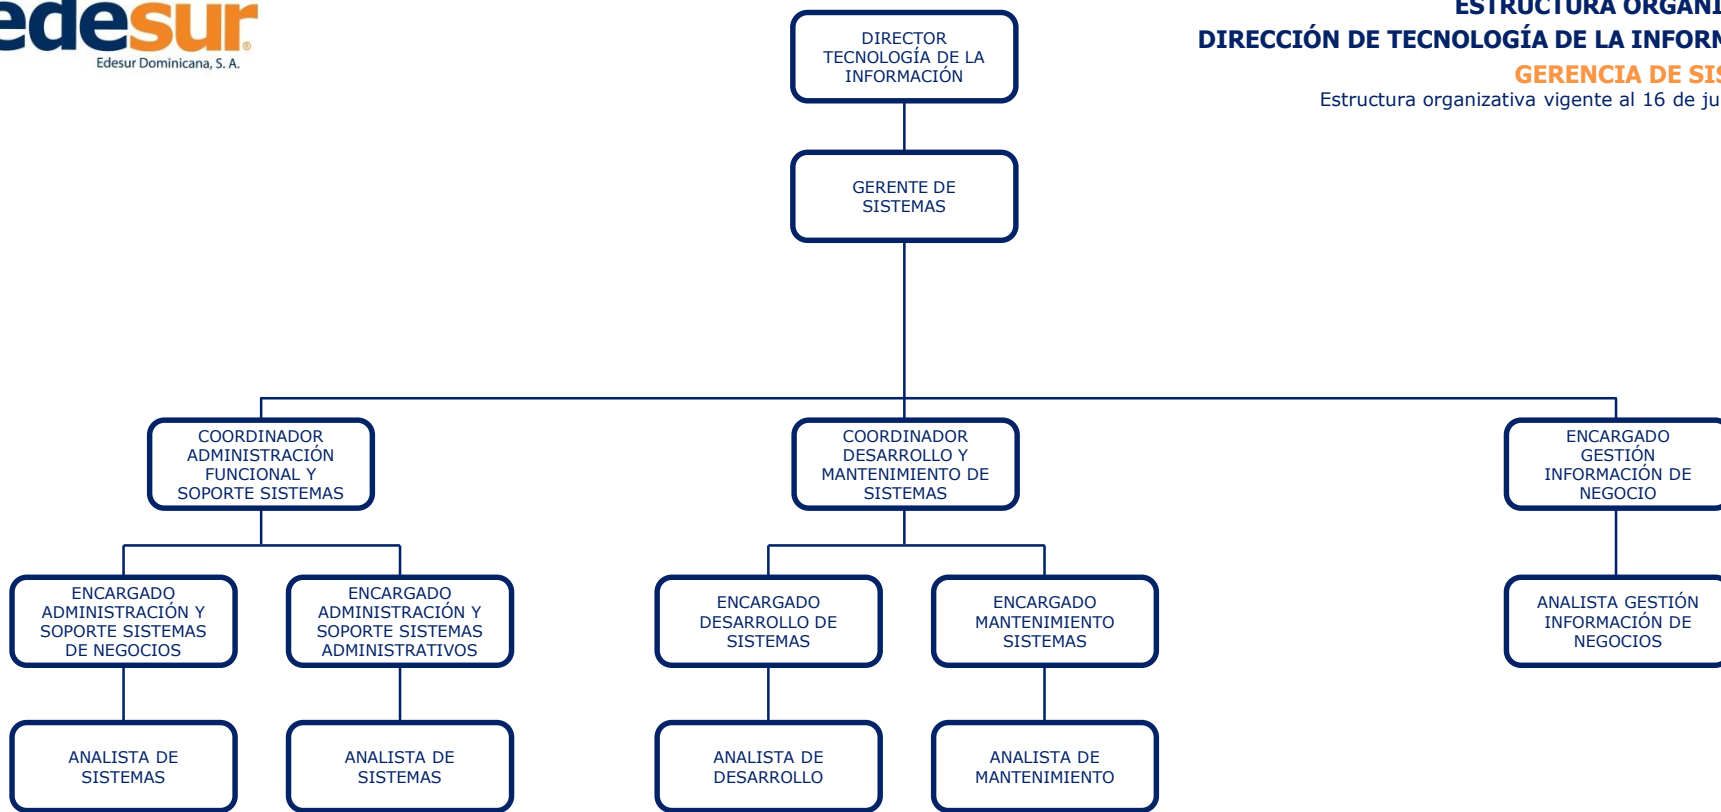 edesur
Edesur Dominicana, S. A.
ESTRUCTURA
DIRECCIÓN DE TECNOLOGÍA DE LA
GERENCIA DE
Estructura organizativa vigente al 16 de
DIRECTOR
TECNOLOGÍA DE LA
INFORMACIÓN
GERENTE DE
SISTEMAS
COORDINADOR
ADMINISTRACIÓN
FUNCIONAL Y
SOPORTE SISTEMAS
COORDINADOR
DESARROLLO Y
MANTENIMIENTO DE
SISTEMAS
ENCARGADO
GESTIÓN
INFORMACIÓN DE
NEGOCIO
ENCARGADO
ADMINISTRACIÓN Y
SOPORTE SISTEMAS
DE NEGOCIOS
ENCARGADO
ADMINISTRACIÓN Y
SOPORTE SISTEMAS
ADMINISTRATIVOS
ENCARGADO
DESARROLLO DE
SISTEMAS
ENCARGADO
MANTENIMIENTO
SISTEMAS
ANALISTA GESTIÓN
INFORMACIÓN DE
NEGOCIOS
ANALISTA DE
SISTEMAS
ANALISTA DE
SISTEMAS
ANALISTA DE
DESARROLLO
ANALISTA DE
MANTENIMIENTO